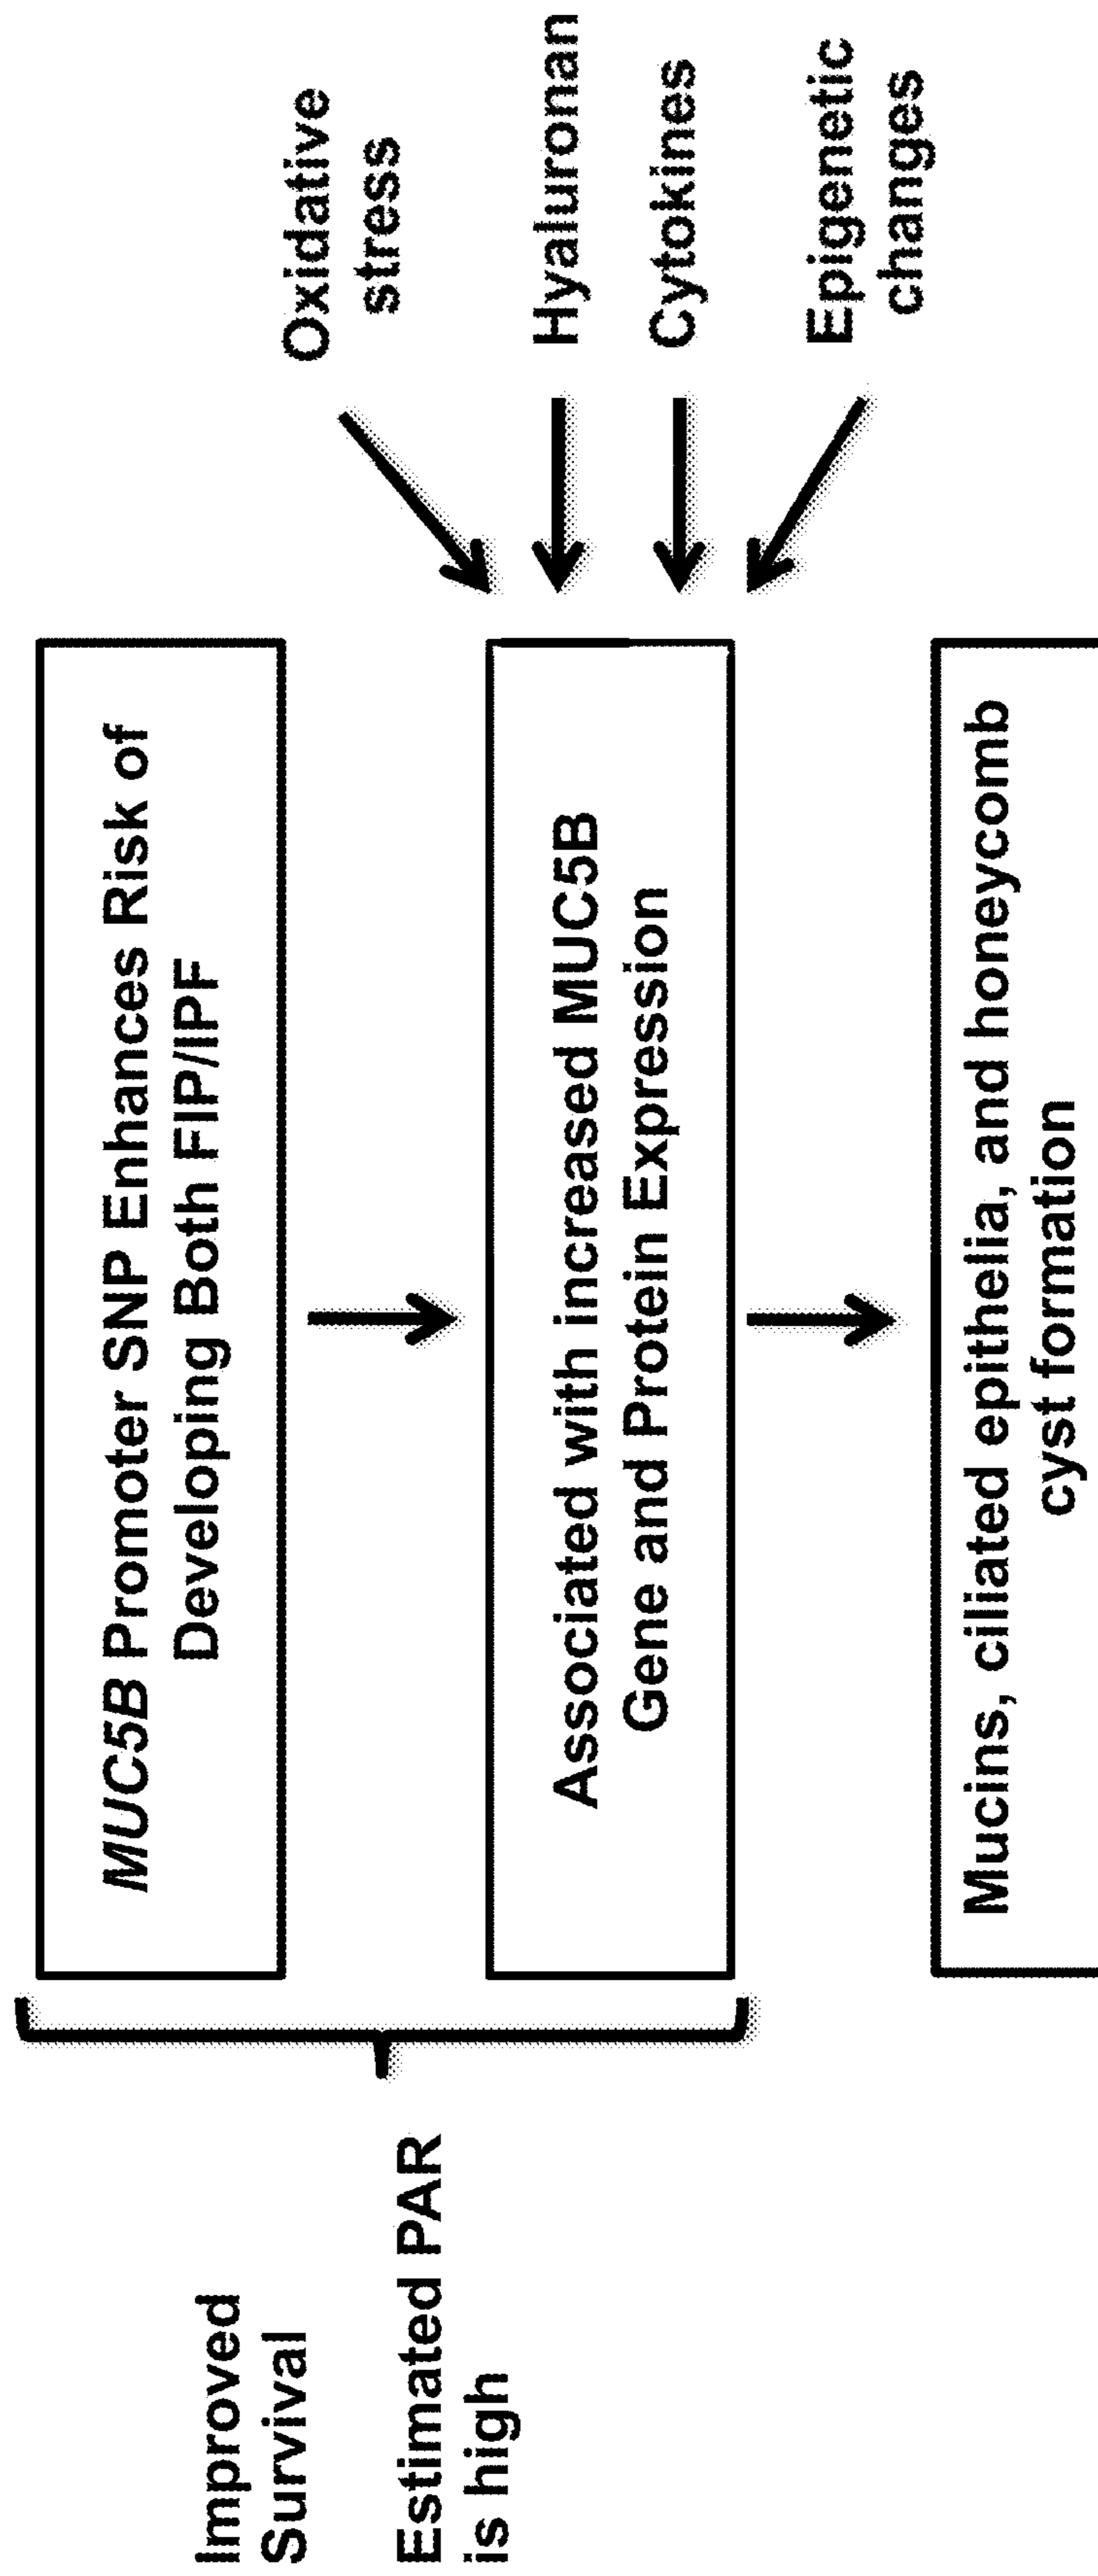 Improved
Survival
Estimated PAR
is high
MUC5B Promoter SNP Enhances Risk of
Developing Both FIP/IPF
Associated with increased MUC5B
Gene and Protein Expression
Mucins, ciliated epithelia, and honeycomb
cyst formation
Oxidative
stress
Hyaluronan
Cytokines
Epigenetic
changes